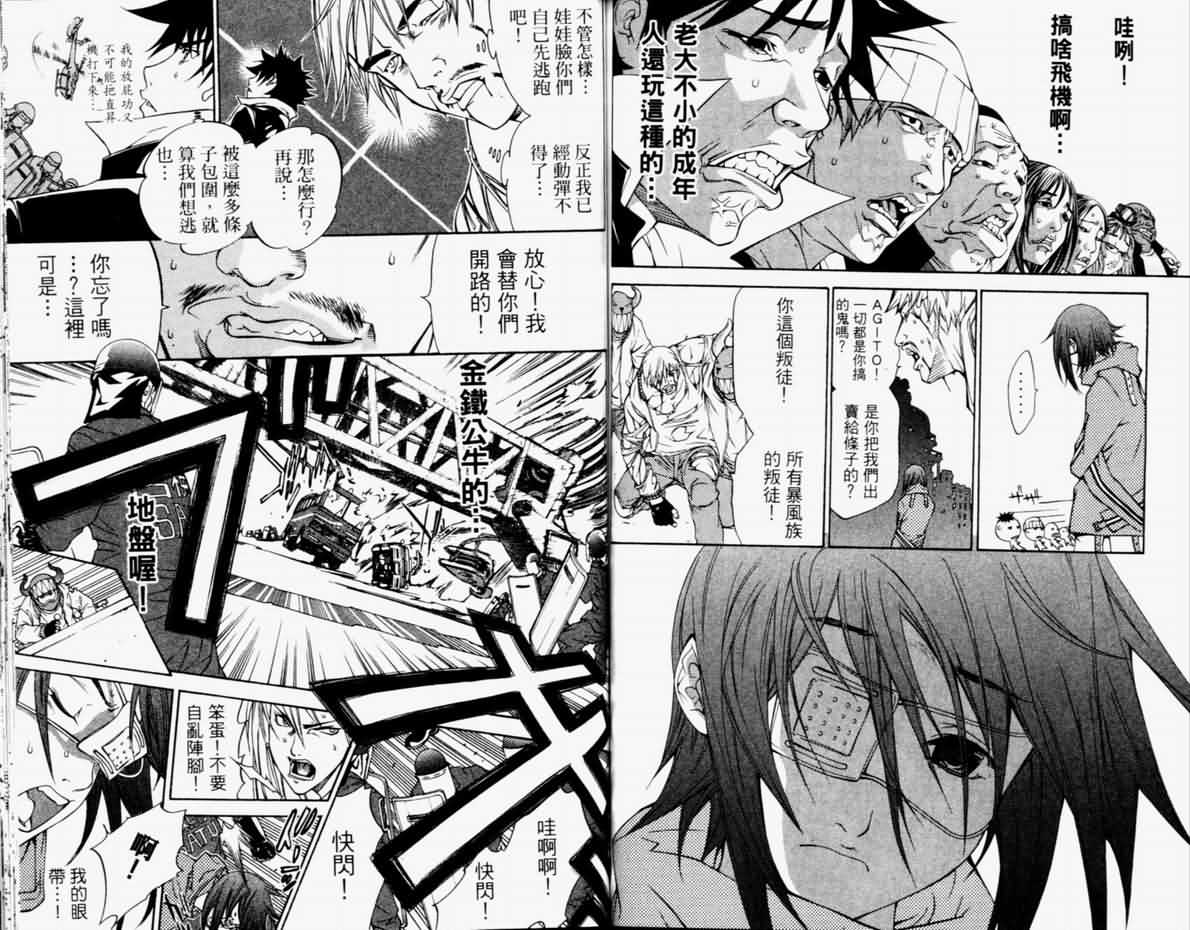 哇咧！
搞啥飛機啊…
老大不小的成年
人還玩這種的…
……
AGITO！
一切都是你搞
的鬼嗎？
是你把我們出
賣給條子的？
你這個叛徒！
所有暴風族
的叛徒！
不管怎樣…
娃娃臉你們
自己先逃跑
吧！
反正我已
經動彈不
得了…
那怎麼行？
再說…
被這麼多條
子包圍，就
算我們想逃
也…
我的放屁功又
不可能把直昇
機打下來…
放心！我
會替你們
開路的！
你忘了嗎
…？這裡
可是…
金鐵公牛的…
地盤喔！
哇啊啊！
快閃！
快閃！
笨蛋！不要
自亂陣腳！
啊！
我的眼
帶…！